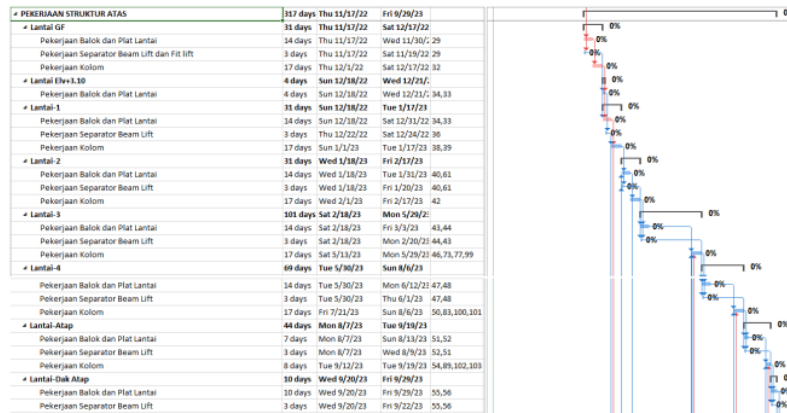 PEKERJAAN STRUKTUR ATAS 317 days Thu 11/17/22 Fri 9/29/23
Lantai GF 31 days Thu 11/17/22 Sat 12/17/22 0%
Pekerjaan Balok dan Plat Lantai 14 days Thu 11/17/22 Wed 11/30/2 29 0%
Pekerjaan Separator Beam Lift dan Fit lift 3 days Thu 11/17/22 Sat 11/19/22 29 0%
Pekerjaan Kolom 17 days Thu 12/1/22 Sat 12/17/22 32 0%
Lantai Elv+3.10 4 days Sun 12/18/22 Wed 12/21/2 0%
Pekerjaan Balok dan Plat Lantai 4 days Sun 12/18/22 Wed 12/21/2 34,33 0%
Lantai-1 31 days Sun 12/18/22 Tue 1/17/23 0%
Pekerjaan Balok dan Plat Lantai 14 days Sun 12/18/22 Sat 12/31/22 34,33 0%
Pekerjaan Separator Beam Lift 3 days Thu 12/22/22 Sat 12/24/22 36 0%
Pekerjaan Kolom 17 days Sun 1/1/23 Tue 1/17/23 38,39 0%
Lantai-2 31 days Wed 1/18/23 Fri 2/17/23 0%
Pekerjaan Balok dan Plat Lantai 14 days Wed 1/18/23 Tue 1/31/23 40,61 0%
Pekerjaan Separator Beam Lift 3 days Wed 1/18/23 Fri 1/20/23 40,61 0%
Pekerjaan Kolom 17 days Wed 2/1/23 Fri 2/17/23 42 0%
Lantai-3 101 days Sat 2/18/23 Mon 5/29/23 0%
Pekerjaan Balok dan Plat Lantai 14 days Sat 2/18/23 Fri 3/3/23 43,44 0%
Pekerjaan Separator Beam Lift 3 days Sat 2/18/23 Mon 2/20/23 44,43 0%
Pekerjaan Kolom 17 days Sat 5/13/23 Mon 5/29/23 46,73,77,99 0%
Lantai-4 69 days Tue 5/30/23 Sun 8/6/23 0%
Pekerjaan Balok dan Plat Lantai 14 days Tue 5/30/23 Mon 6/12/23 47,48 0%
Pekerjaan Separator Beam Lift 3 days Tue 5/30/23 Thu 6/1/23 47,48 0%
Pekerjaan Kolom 17 days Fri 7/21/23 Sun 8/6/23 50,83,100,101 0%
Lantai-Atap 44 days Mon 8/7/23 Tue 9/19/23 0%
Pekerjaan Balok dan Plat Lantai 7 days Mon 8/7/23 Sun 8/13/23 51,52 0%
Pekerjaan Separator Beam Lift 3 days Mon 8/7/23 Wed 8/9/23 52,51 0%
Pekerjaan Kolom 8 days Tue 9/12/23 Tue 9/19/23 54,89,102,103 0%
Lantai-Dak Atap 10 days Wed 9/20/23 Fri 9/29/23
Pekerjaan Balok dan Plat Lantai 10 days Wed 9/20/23 Fri 9/29/23 55,56 0%
Pekerjaan Separator Beam Lift 3 days Wed 9/20/23 Fri 9/22/23 55,56 0%